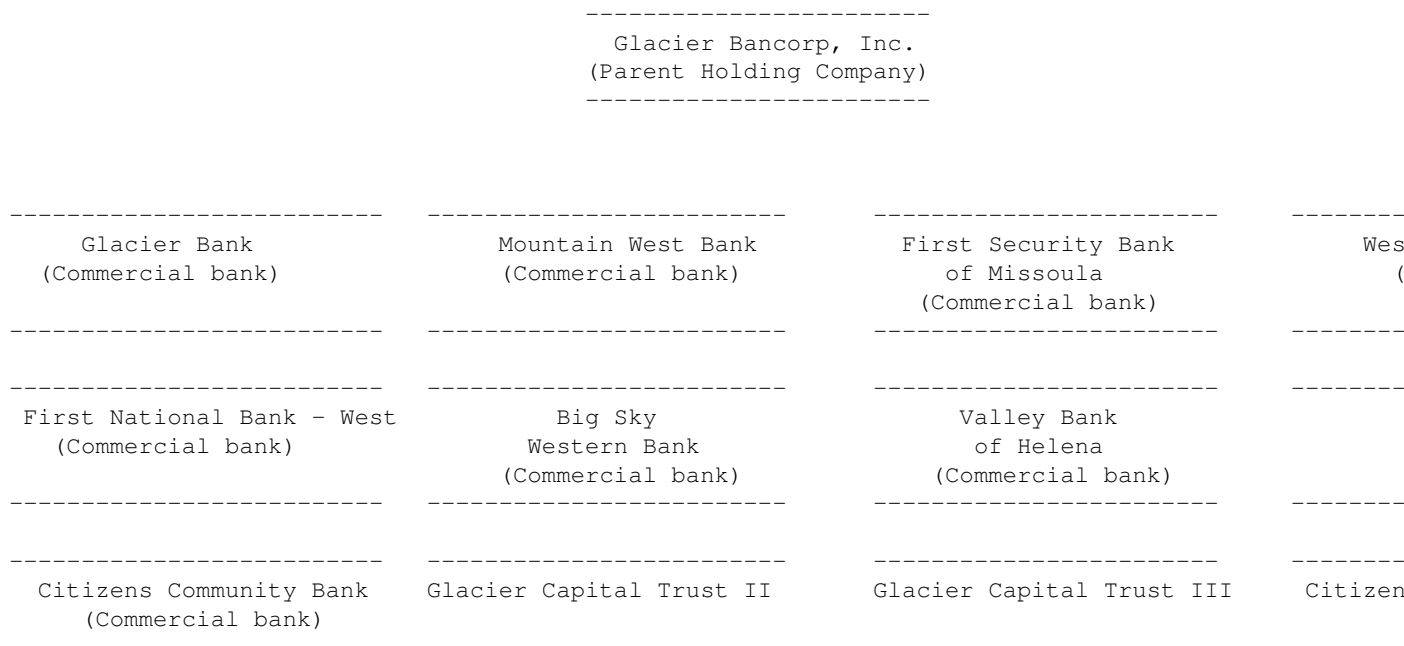 Glacier Bancorp, Inc.
(Parent Holding Company)
Glacier Bank Mountain West Bank First Security Bank
(Commercial bank) (Commercial bank) of Missoula (
(Commercial bank)
First National Bank - West Big Sky Valley Bank
(Commercial bank) Western Bank of Helena
(Commercial bank) (Commercial bank)
Citizens Community Bank Glacier Capital Trust II Glacier Capital Trust III Citizen
(Commercial bank)